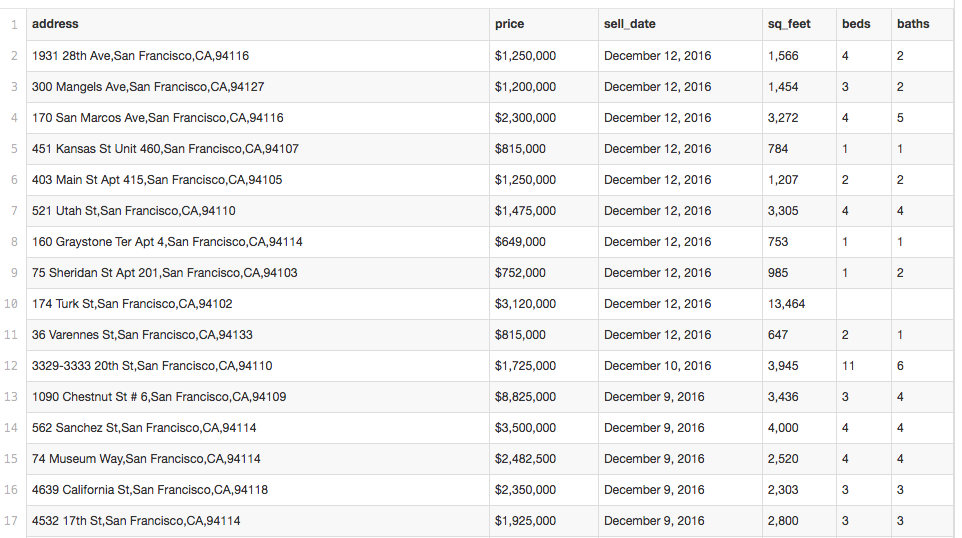 1 address price sell_date sq_feet beds baths
2 1931 28th Ave,San Francisco,CA,94116 $1,250,000 December 12, 2016 1,566 4 2
3 300 Mangels Ave,San Francisco,CA,94127 $1,200,000 December 12, 2016 1,454 3 2
4 170 San Marcos Ave,San Francisco,CA,94116 $2,300,000 December 12, 2016 3,272 4 5
5 451 Kansas St Unit 460,San Francisco,CA,94107 $815,000 December 12, 2016 784 1 1
6 403 Main St Apt 415,San Francisco,CA,94105 $1,250,000 December 12, 2016 1,207 2 2
7 521 Utah St,San Francisco,CA,94110 $1,475,000 December 12, 2016 3,305 4 4
8 160 Graystone Ter Apt 4,San Francisco,CA,94114 $649,000 December 12, 2016 753 1 1
9 75 Sheridan St Apt 201,San Francisco,CA,94103 $752,000 December 12, 2016 985 1 2
10 174 Turk St,San Francisco,CA,94102 $3,120,000 December 12, 2016 13,464
11 36 Varennes St,San Francisco,CA,94133 $815,000 December 12, 2016 647 2 1
12 3329-3333 20th St,San Francisco,CA,94110 $1,725,000 December 10, 2016 3,945 11 6
13 1090 Chestnut St # 6,San Francisco,CA,94109 $8,825,000 December 9, 2016 3,436 3 4
14 562 Sanchez St,San Francisco,CA,94114 $3,500,000 December 9, 2016 4,000 4 4
15 74 Museum Way,San Francisco,CA,94114 $2,482,500 December 9, 2016 2,520 4 4
16 4639 California St,San Francisco,CA,94118 $2,350,000 December 9, 2016 2,303 3 3
17 4532 17th St,San Francisco,CA,94114 $1,925,000 December 9, 2016 2,800 3 3